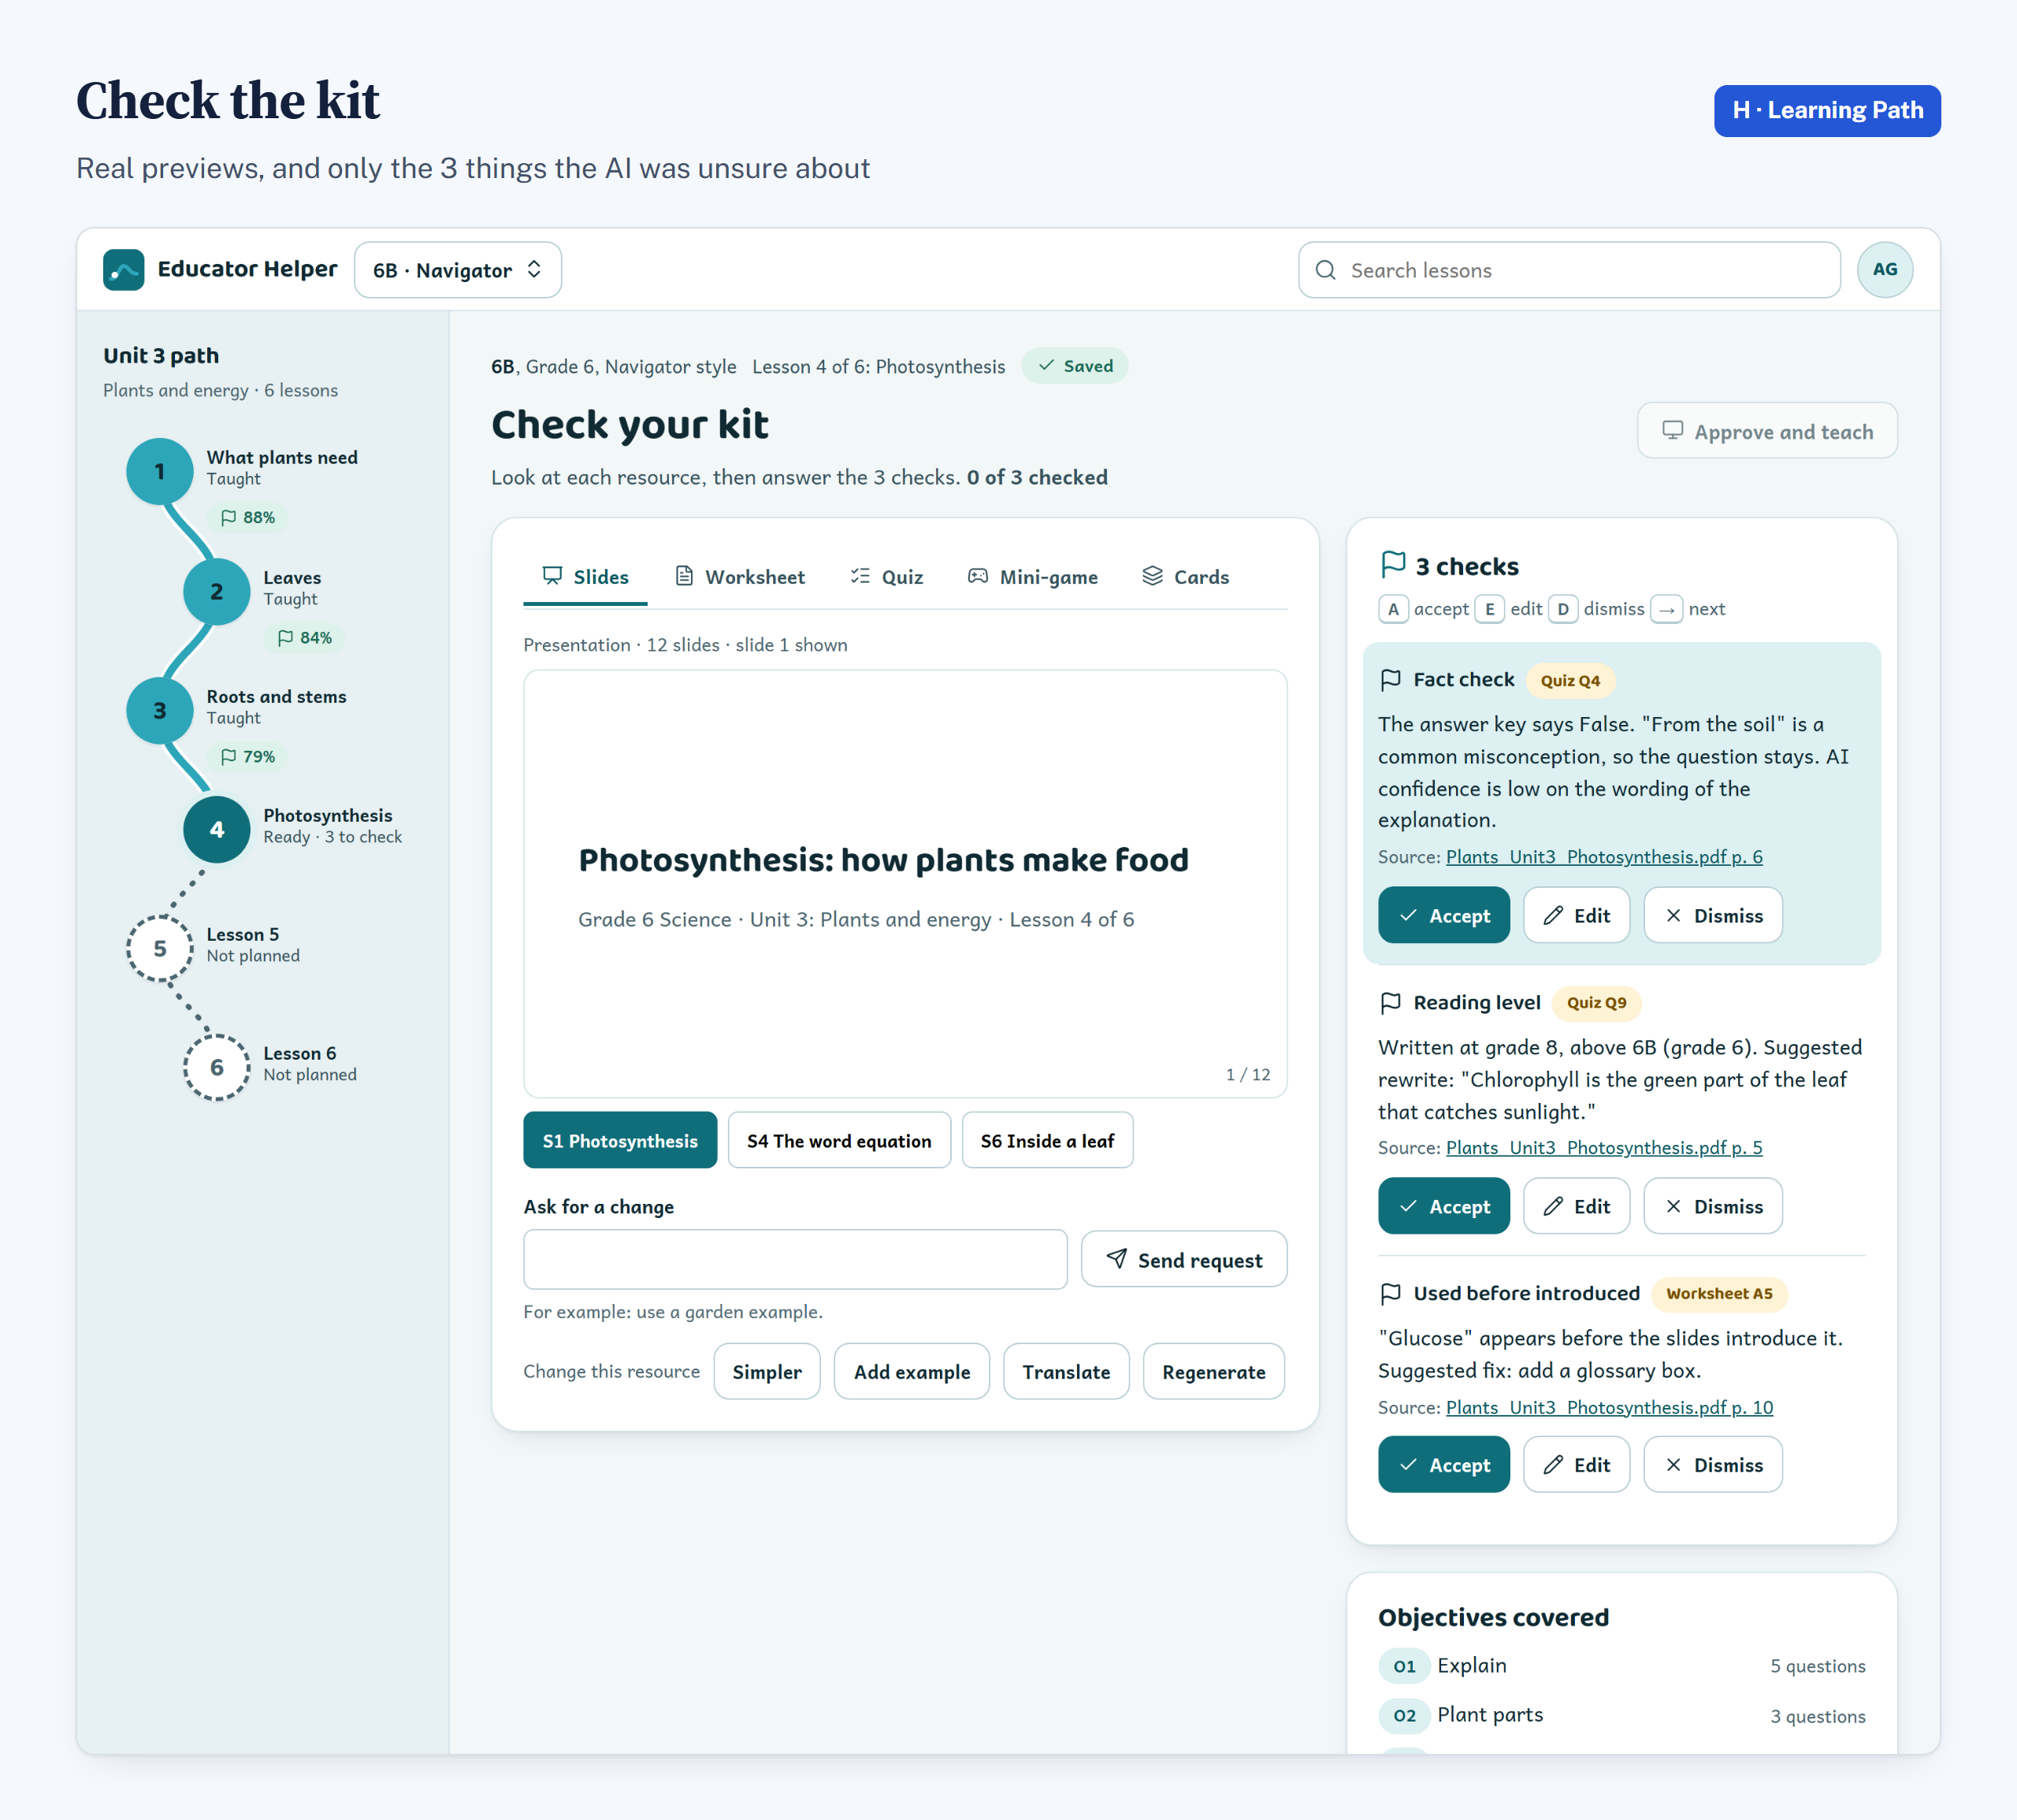 Check the kit
H · Learning Path
Real previews, and only the 3 things the AI was unsure about
Educator Helper
6B · Navigator
Search lessons
AG
Unit 3 path
Plants and energy · 6 lessons
1
What plants need
Taught
88%
2
Leaves
Taught
84%
3
Roots and stems
Taught
79%
4
Photosynthesis
Ready · 3 to check
5
Lesson 5
Not planned
6
Lesson 6
Not planned
6B, Grade 6, Navigator style Lesson 4 of 6: Photosynthesis Saved
Check your kit
Approve and teach
Look at each resource, then answer the 3 checks. 0 of 3 checked
Slides Worksheet Quiz Mini-game Cards
Presentation · 12 slides · slide 1 shown
Photosynthesis: how plants make food
Grade 6 Science · Unit 3: Plants and energy · Lesson 4 of 6
1 / 12
S1 Photosynthesis S4 The word equation S6 Inside a leaf
Ask for a change
Send request
For example: use a garden example.
Change this resource Simpler Add example Translate Regenerate
3 checks
A accept E edit D dismiss → next
Fact check Quiz Q4
The answer key says False. "From the soil" is a
common misconception, so the question stays. AI
confidence is low on the wording of the
explanation.
Source: Plants_Unit3_Photosynthesis.pdf p. 6
Accept Edit Dismiss
Reading level Quiz Q9
Written at grade 8, above 6B (grade 6). Suggested
rewrite: "Chlorophyll is the green part of the leaf
that catches sunlight."
Source: Plants_Unit3_Photosynthesis.pdf p. 5
Accept Edit Dismiss
Used before introduced Worksheet A5
"Glucose" appears before the slides introduce it.
Suggested fix: add a glossary box.
Source: Plants_Unit3_Photosynthesis.pdf p. 10
Accept Edit Dismiss
Objectives covered
O1 Explain 5 questions
O2 Plant parts 3 questions